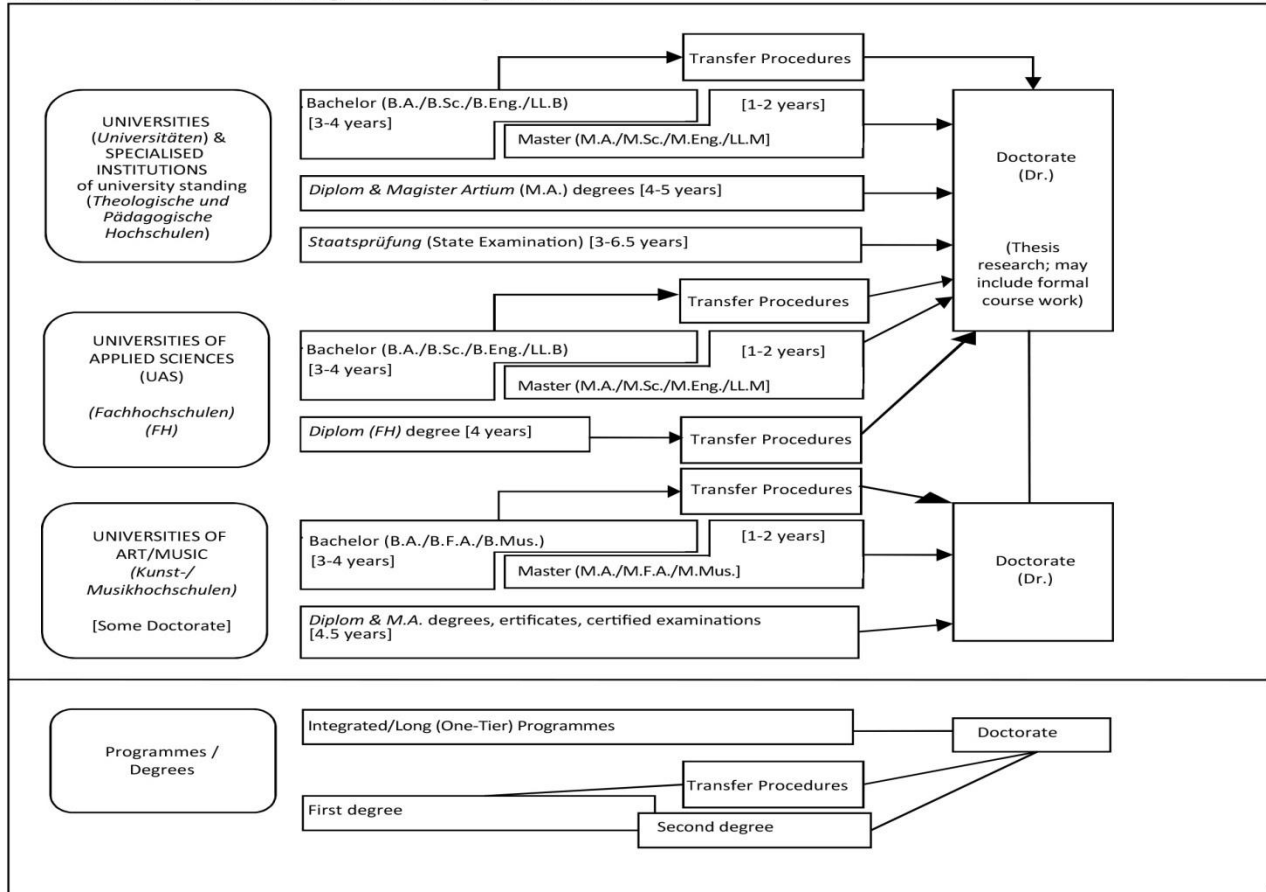 Transfer Procedures
UNIVERSITIES
(Universitäten) &
SPECIALISED
INSTITUTIONS
of university standing
(Theologische und
Pädagogische
Hochschulen)
Bachelor (B.A./B.Sc./B.Eng./LL.B)
[3-4 years]
[1-2 years]
Master (M.A./M.Sc./M.Eng./LL.M]
Diplom & Magister Artium (M.A.) degrees [4-5 years]
Staatsprüfung (State Examination) [3-6.5 years]
Doctorate
(Dr.)
(Thesis
research; may
include formal
course work)
Transfer Procedures
UNIVERSITIES OF
APPLIED SCIENCES
(UAS)
(Fachhochschulen)
(FH)
Bachelor (B.A./B.Sc./B.Eng./LL.B)
[3-4 years]
[1-2 years]
Master (M.A./M.Sc./M.Eng./LL.M]
Diplom (FH) degree [4 years]
Transfer Procedures
Transfer Procedures
UNIVERSITIES OF
ART/MUSIC
(Kunst-/
Musikhochschulen)
[Some Doctorate]
Bachelor (B.A./B.F.A./B.Mus.)
[3-4 years]
[1-2 years]
Master (M.A./M.F.A./M.Mus.]
Diplom & M.A. degrees, ertificates, certified examinations
[4.5 years]
Doctorate
(Dr.)
Programmes /
Degrees
Integrated/Long (One-Tier) Programmes
Doctorate
Transfer Procedures
First degree
Second degree